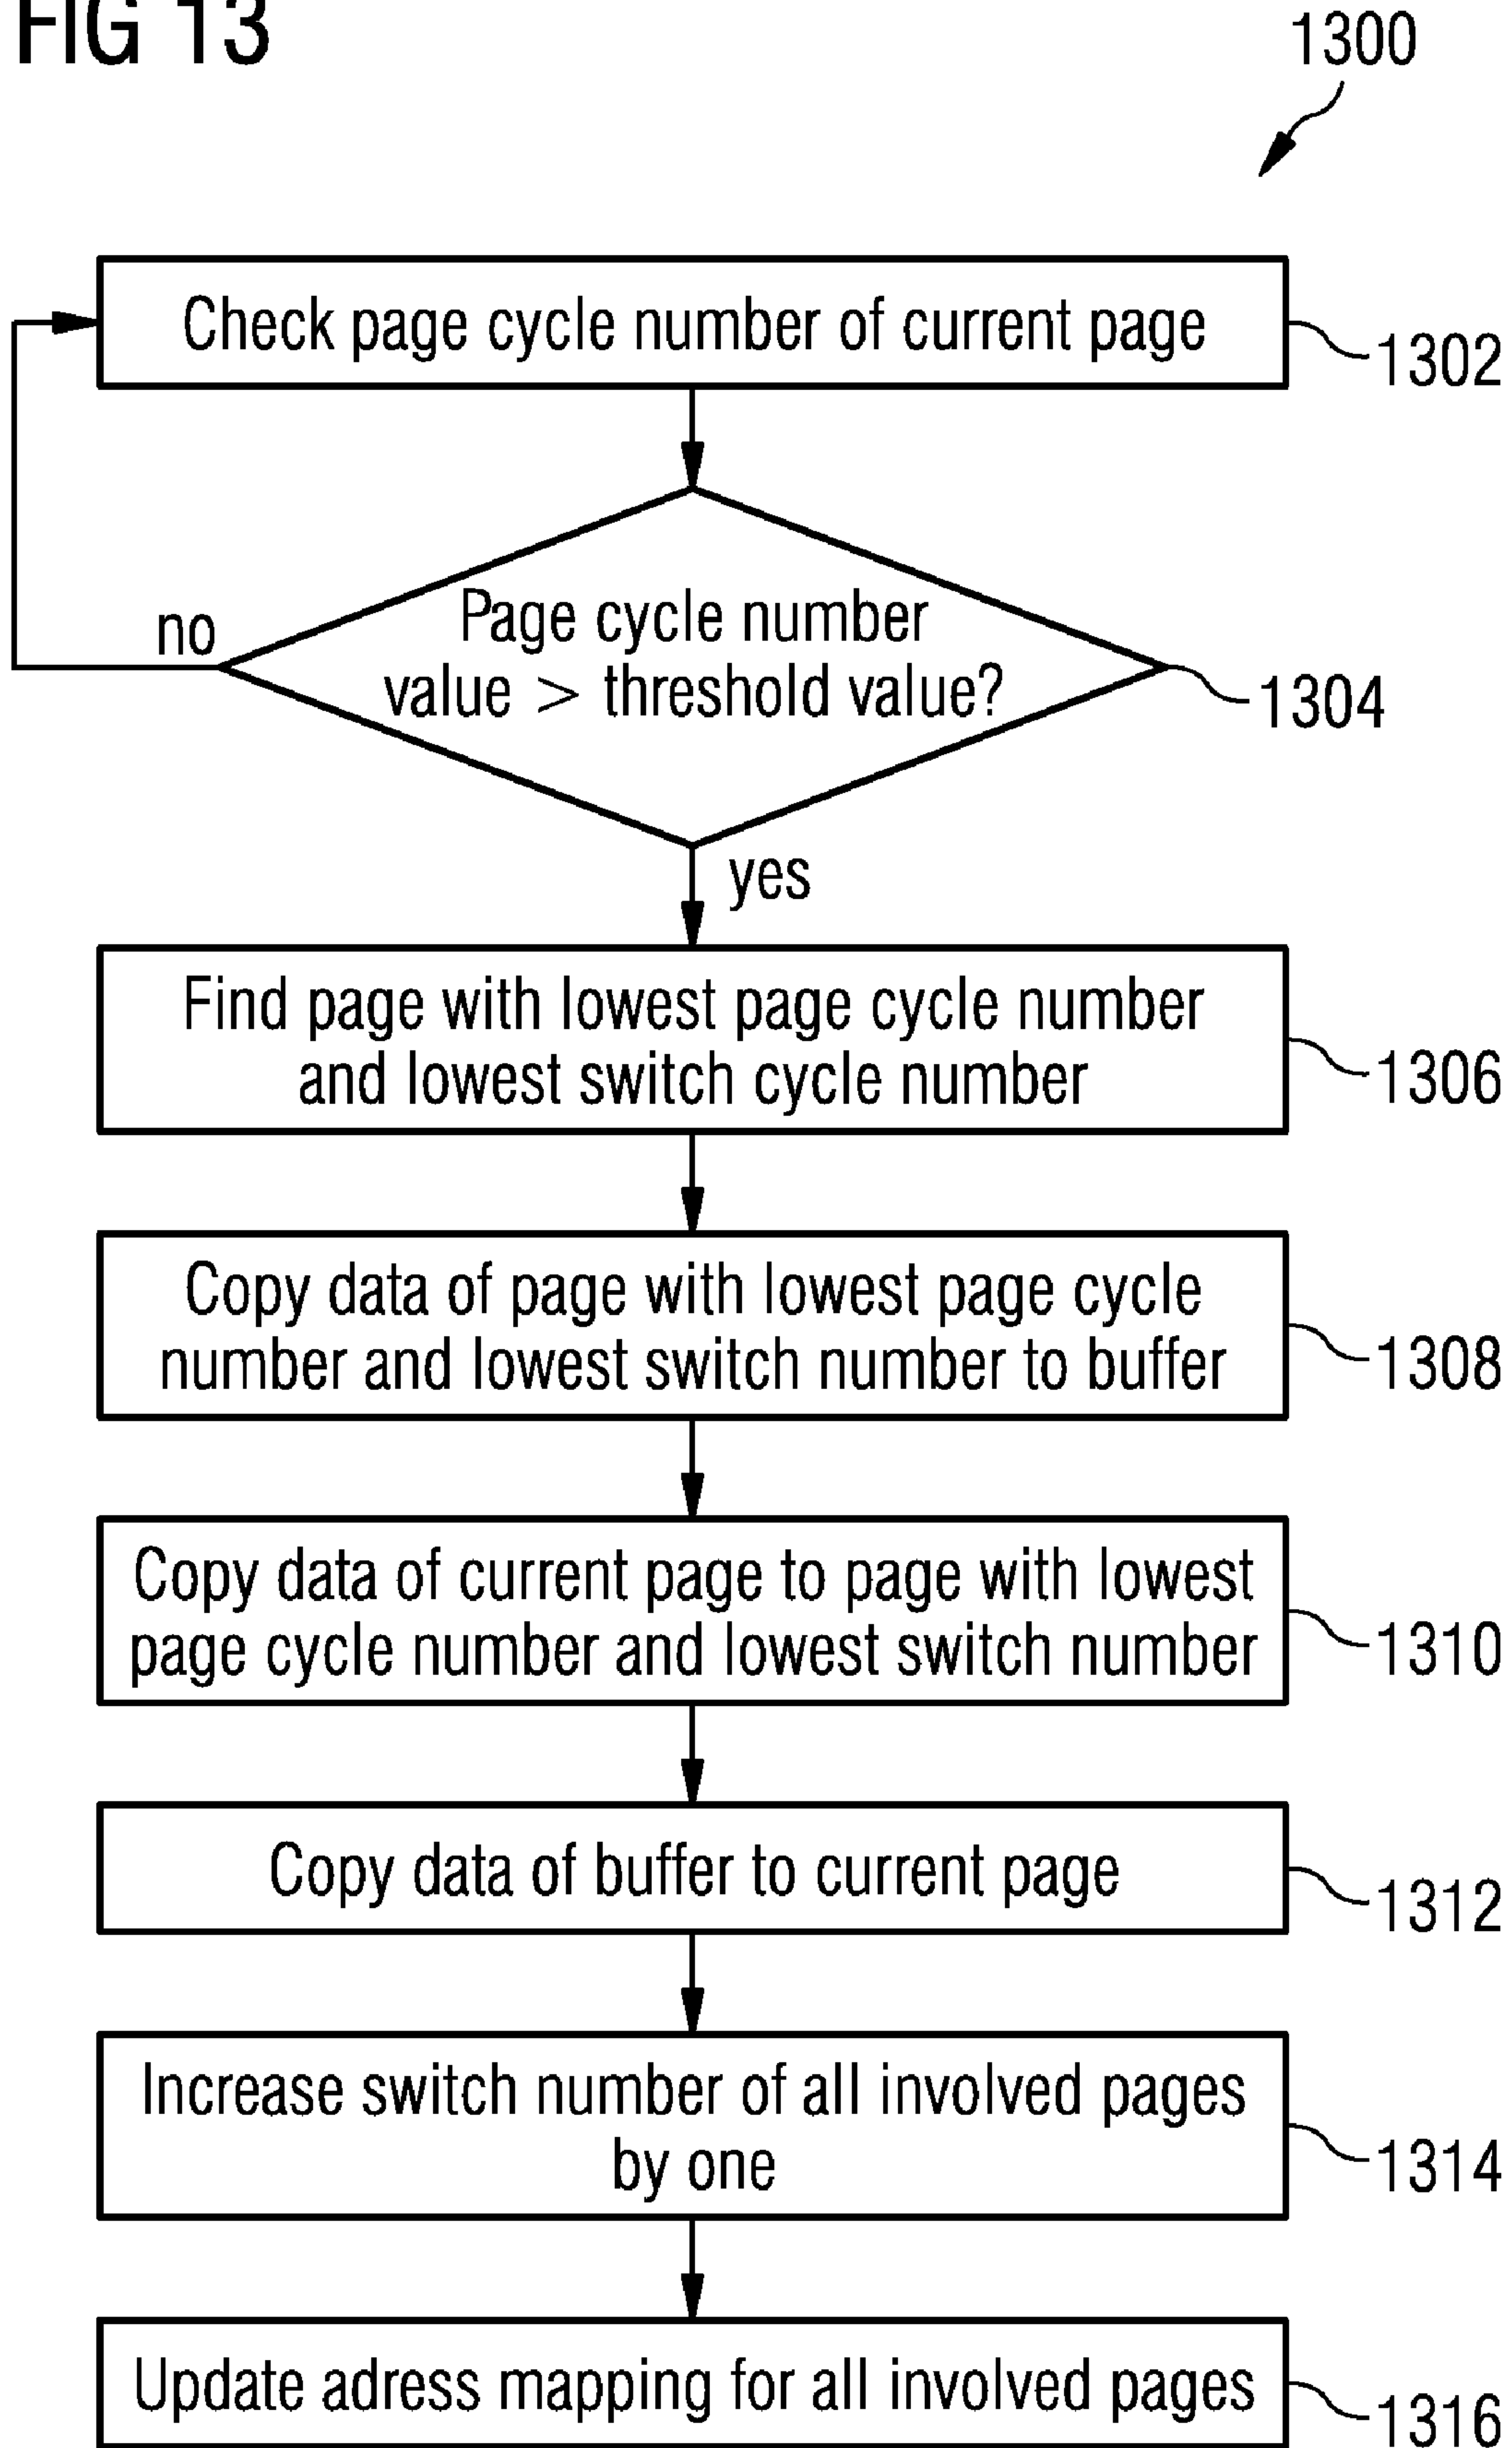 FIG 13
1300
Check page cycle number of current page
1302
Page cycle number
value > threshold value?
no
1304
yes
Find page with lowest page cycle number
and lowest switch cycle number
1306
Copy data of page with lowest page cycle
number and lowest switch number to buffer
1308
Copy data of current page to page with lowest
page cycle number and lowest switch number
1310
Copy data of buffer to current page
1312
Increase switch number of all involved pages
by one
1314
Update adress mapping for all involved pages
1316